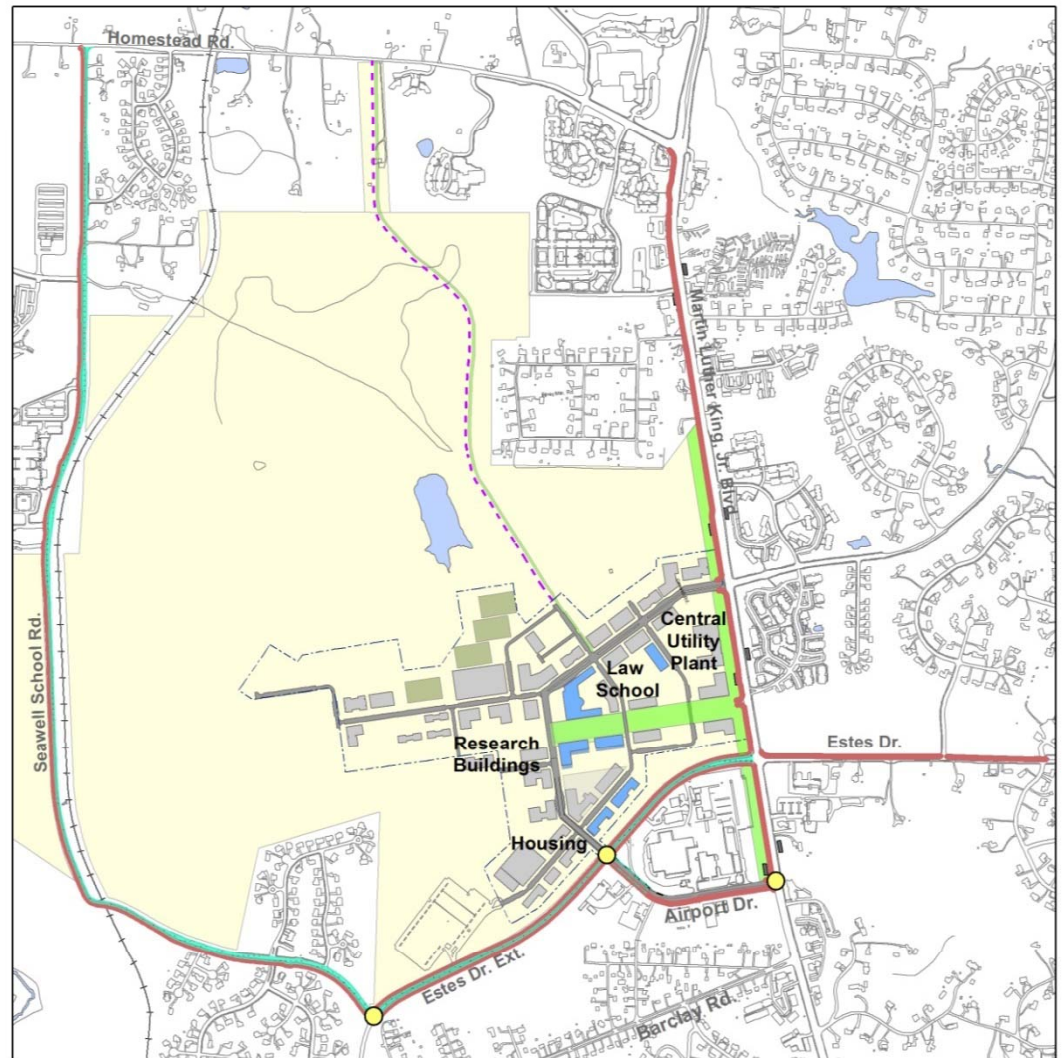 Homestead Rd.
Martin Luther King, Jr. Blvd.
Seawell School Rd.
Central
Utility
Plant
Law
School
Research
Buildings
Estes Dr.
Housing
Airport Dr.
Estes Dr. Ext.
Barclay Rd.